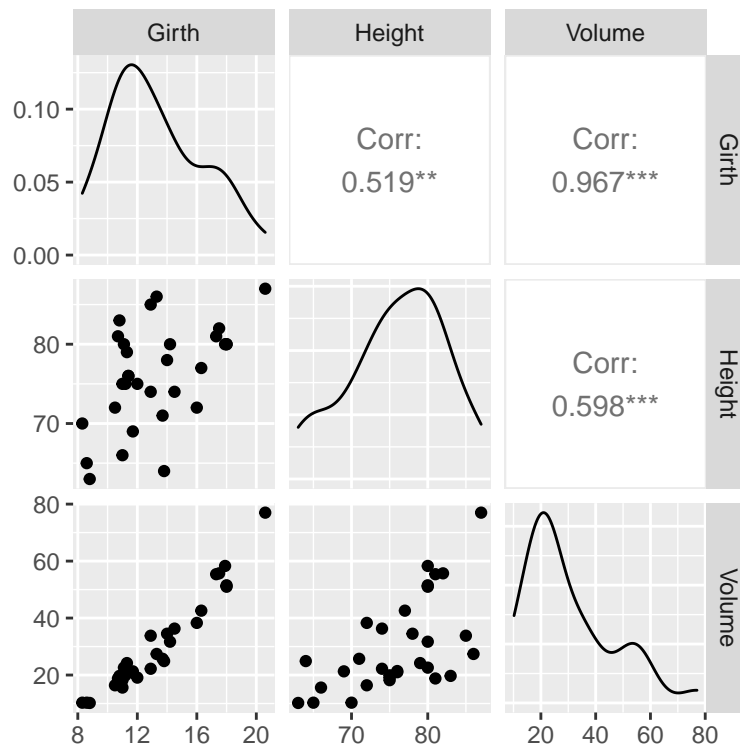 Girth Height Volume
Corr:
0.519**
Corr:
0.967***
Girth
0.10
0.05
0.00
Corr:
0.598***
Height
80
70
Volume
80
60
40
20
8 12 16 20
70 80
20 40 60 80